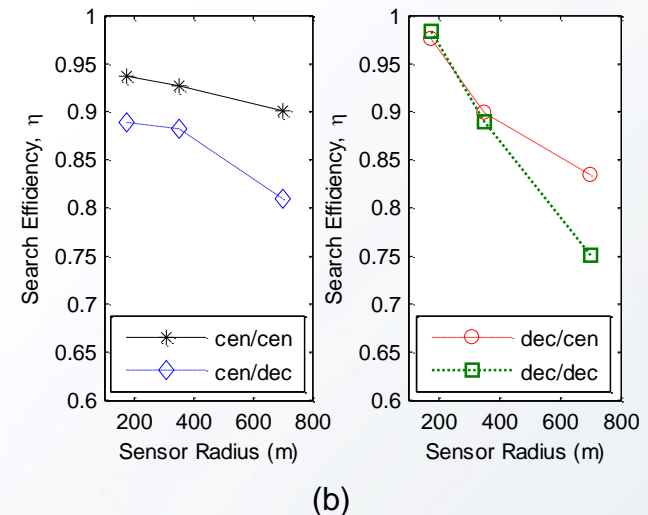 1
0.95
0.9
0.85
0.8
0.75
0.7
0.65
0.6
Search Efficiency, η
cen/cen
cen/dec
200 400 600 800
Sensor Radius (m)
1
0.95
0.9
0.85
0.8
0.75
0.7
0.65
0.6
Search Efficiency, η
dec/cen
dec/dec
200 400 600 800
Sensor Radius (m)
(b)